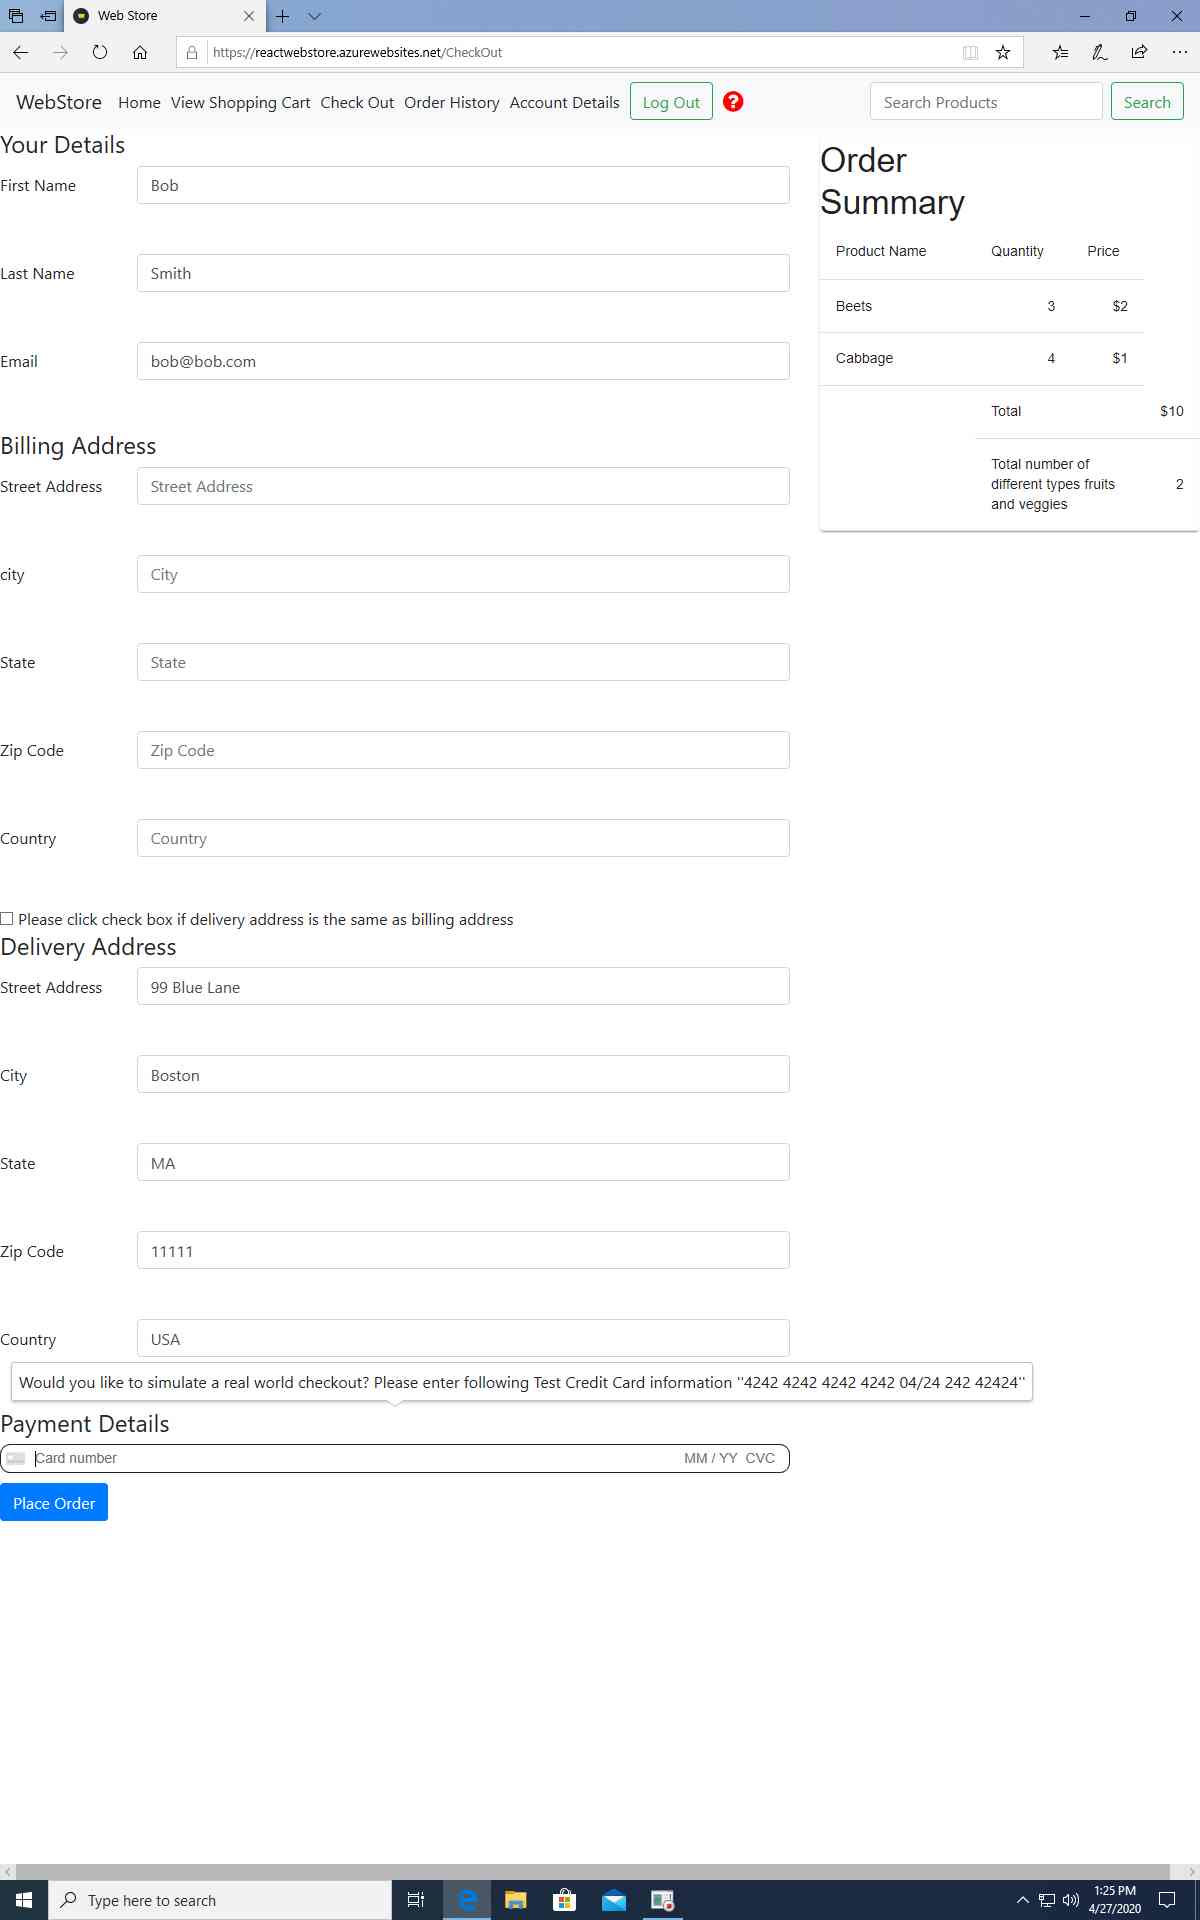 Web Store
https://reactwebstore.azurewebsites.net/CheckOut
WebStore Home View Shopping Cart Check Out Order History Account Details Log Out ? Search Products Search
Your Details
First Name Bob
Last Name Smith
Email bob@bob.com
Billing Address
Street Address Street Address
city City
State State
Zip Code Zip Code
Country Country
Please click check box if delivery address is the same as billing address
Delivery Address
Street Address 99 Blue Lane
City Boston
State MA
Zip Code 11111
Country USA
Would you like to simulate a real world checkout? Please enter following Test Credit Card information "4242 4242 4242 4242 04/24 242 42424"
Payment Details
Card number MM / YY CVC
Place Order
Order
Summary
Product Name Quantity Price
Beets 3 $2
Cabbage 4 $1
Total $10
Total number of
different types fruits
and veggies
2
Type here to search
1:25 PM
4/27/2020